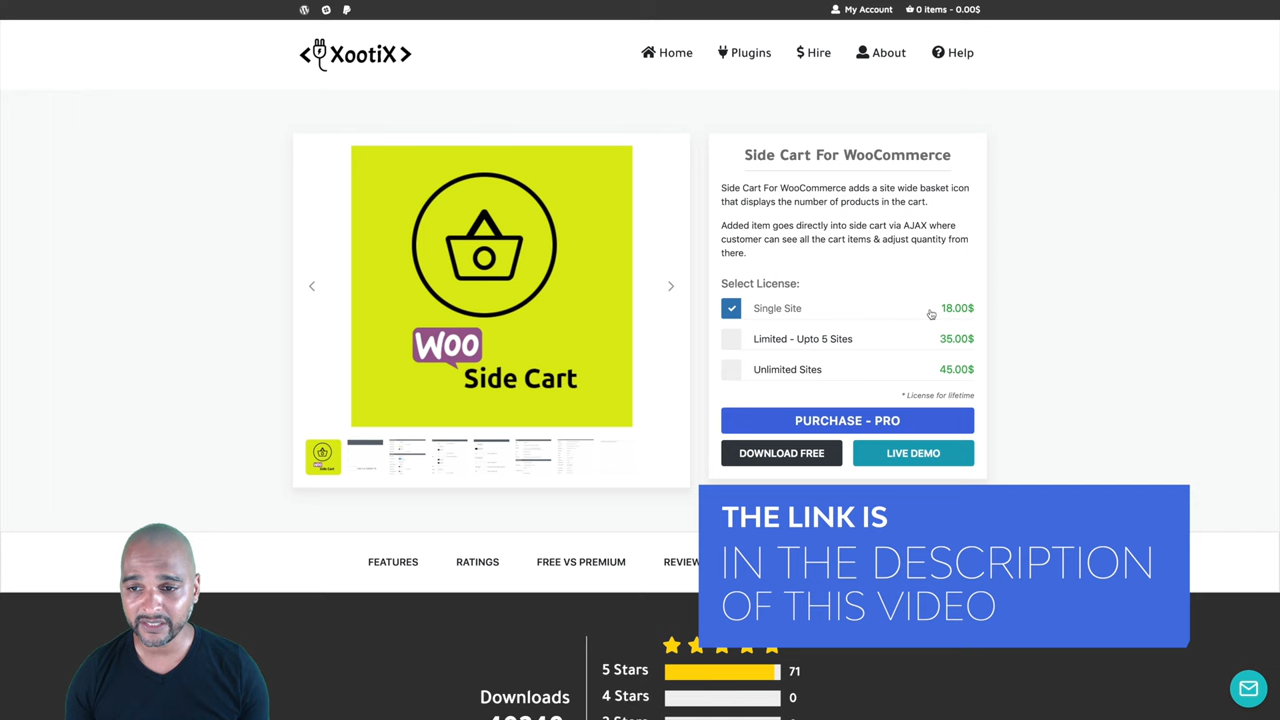 My Account
0 items - 0.00$
<XootiX>
Home
Plugins
Hire
About
Help
WOO
Side Cart
Side Cart For WooCommerce
Side Cart For WooCommerce adds a site wide basket icon
that displays the number of products in the cart.
Added item goes directly into side cart via AJAX where
customer can see all the cart items & adjust quantity from
there.
Select License:
Single Site 18.00$
Limited - Upto 5 Sites 35.00$
Unlimited Sites 45.00$
* License for lifetime
PURCHASE - PRO
DOWNLOAD FREE
LIVE DEMO
THE LINK IS
IN THE DESCRIPTION
OF THIS VIDEO
FEATURES
RATINGS
FREE VS PREMIUM
Downloads
5 Stars 71
4 Stars 0